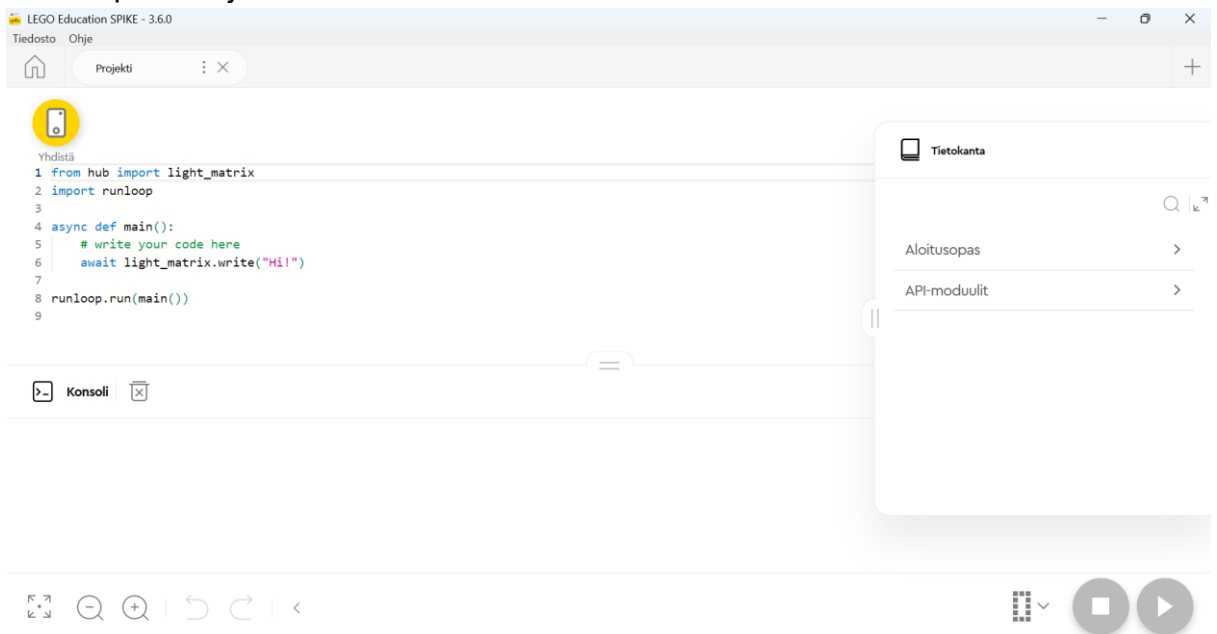 LEGO Education SPIKE - 3.6.0
Tiedosto Ohje
Projekti
Yhdistä
1 from hub import light_matrix
2 import runloop
3
4 async def main():
5 # write your code here
6 await light_matrix.write("Hi!")
7
8 runloop.run(main())
9
Konsoli
Tietokanta
Aloitusopas
API-moduulit